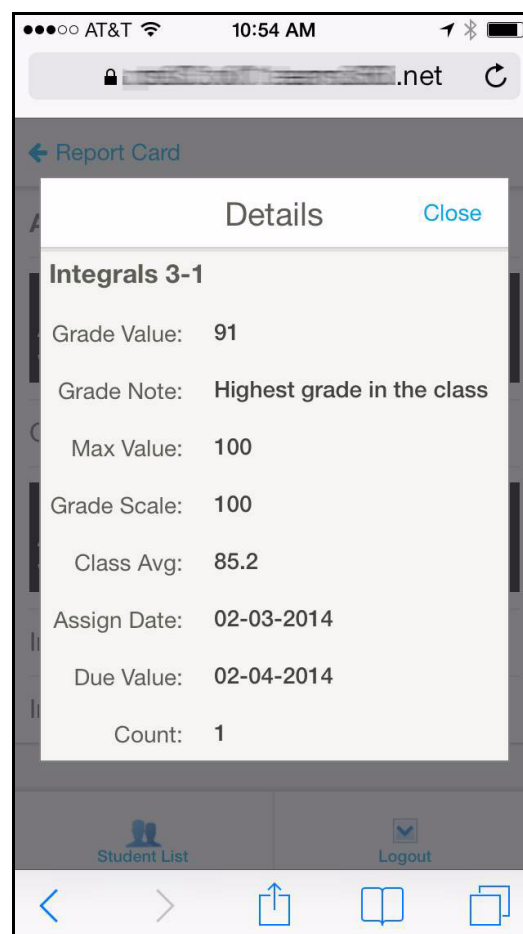 AT&T 10:54 AM
.net
Report Card
Details Close
Integrals 3-1
Grade Value: 91
Grade Note: Highest grade in the class
Max Value: 100
Grade Scale: 100
Class Avg: 85.2
Assign Date: 02-03-2014
Due Value: 02-04-2014
Count: 1
Student List Logout